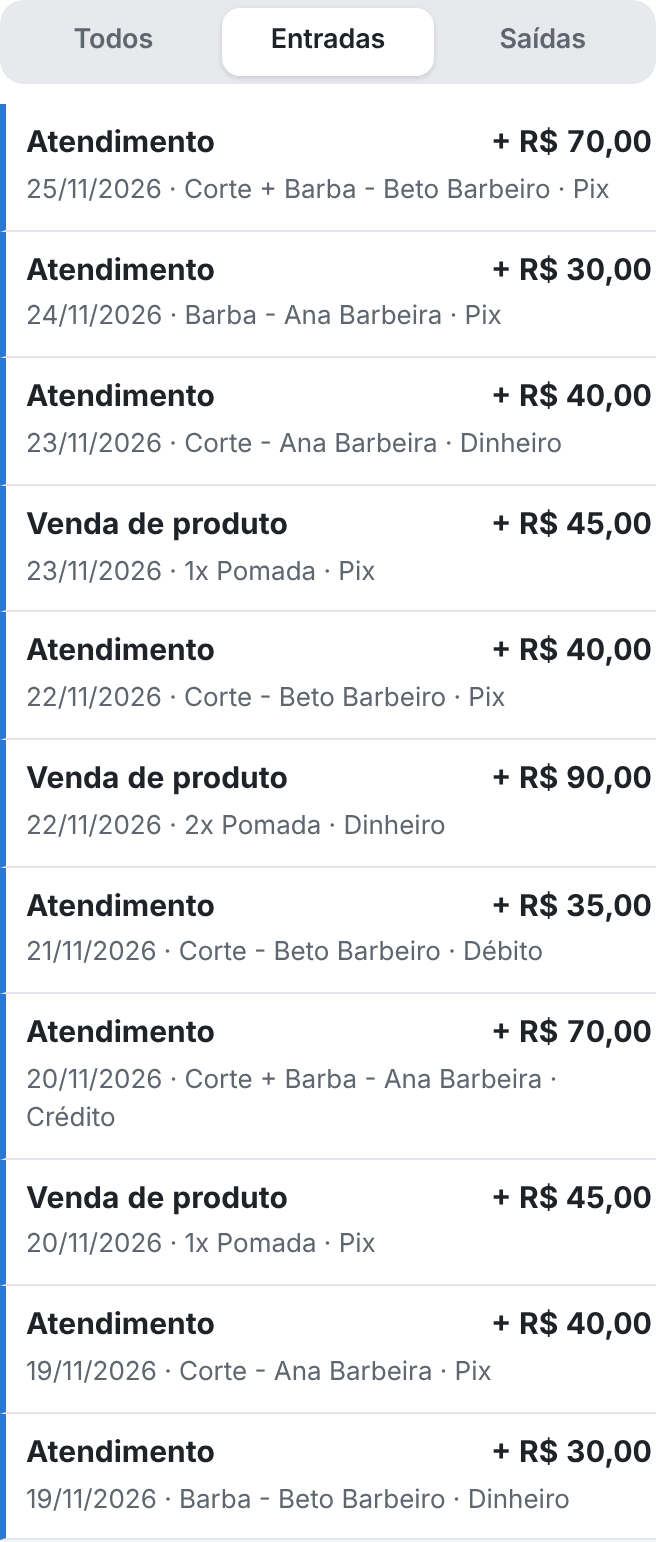 Todos Entradas Saídas
Atendimento + R$ 70,00
25/11/2026 · Corte + Barba - Beto Barbeiro · Pix
Atendimento + R$ 30,00
24/11/2026 · Barba - Ana Barbeira · Pix
Atendimento + R$ 40,00
23/11/2026 · Corte - Ana Barbeira · Dinheiro
Venda de produto + R$ 45,00
23/11/2026 · 1x Pomada · Pix
Atendimento + R$ 40,00
22/11/2026 · Corte - Beto Barbeiro · Pix
Venda de produto + R$ 90,00
22/11/2026 · 2x Pomada · Dinheiro
Atendimento + R$ 35,00
21/11/2026 · Corte - Beto Barbeiro · Débito
Atendimento + R$ 70,00
20/11/2026 · Corte + Barba - Ana Barbeira ·
Crédito
Venda de produto + R$ 45,00
20/11/2026 · 1x Pomada · Pix
Atendimento + R$ 40,00
19/11/2026 · Corte - Ana Barbeira · Pix
Atendimento + R$ 30,00
19/11/2026 · Barba - Beto Barbeiro · Dinheiro